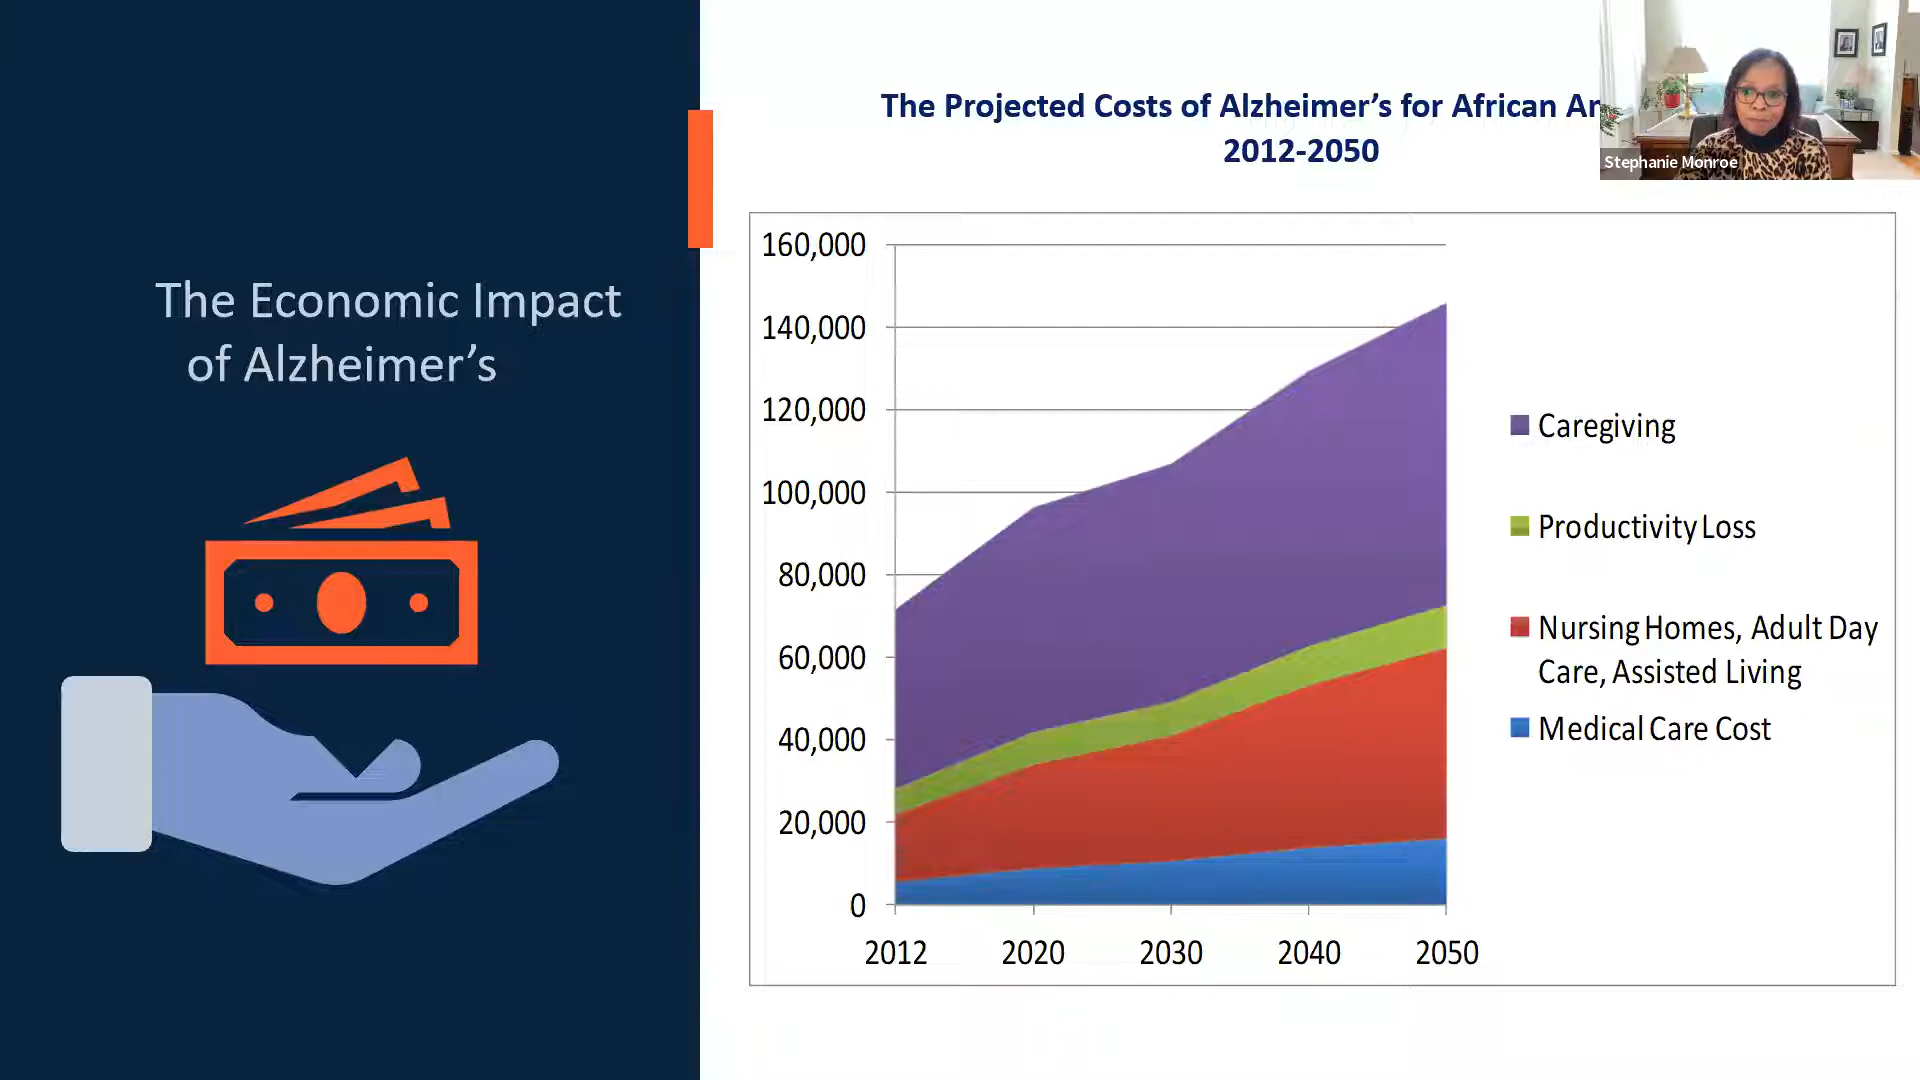 The Economic Impact
of Alzheimer's
The Projected Costs of Alzheimer's for African
2012-2050
Stephanie Monroe
160,000
140,000
120,000
100,000
80,000
60,000
40,000
20,000
0
2012 2020 2030 2040 2050
Caregiving
Productivity Loss
Nursing Homes, Adult Day
Care, Assisted Living
Medical Care Cost